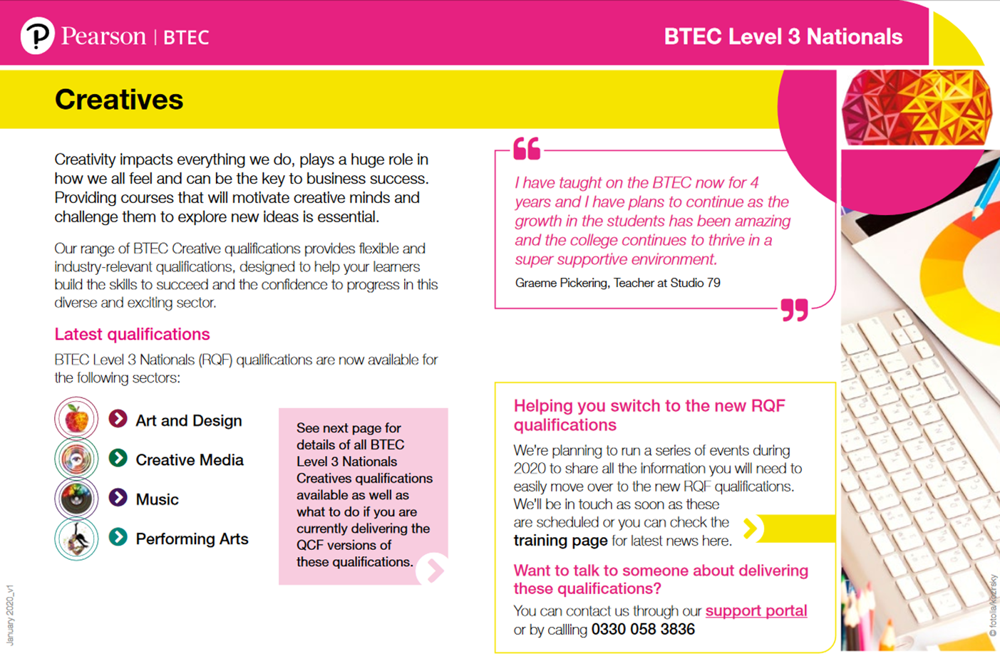 Pearson | BTEC
BTEC Level 3 Nationals
Creatives
Creativity impacts everything we do, plays a huge role in
how we all feel and can be the key to business success.
Providing courses that will motivate creative minds and
challenge them to explore new ideas is essential.
Our range of BTEC Creative qualifications provides flexible and
industry-relevant qualifications, designed to help your learners
build the skills to succeed and the confidence to progress in this
diverse and exciting sector.
Latest qualifications
BTEC Level 3 Nationals (RQF) qualifications are now available for
the following sectors:
Art and Design
Creative Media
Music
Performing Arts
See next page for
details of all BTEC
Level 3 Nationals
Creatives qualifications
available as well as
what to do if you are
currently delivering the
QCF versions of
these qualifications.
“
I have taught on the BTEC now for 4
years and I have plans to continue as the
growth in the students has been amazing
and the college continues to thrive in a
super supportive environment.
Graeme Pickering, Teacher at Studio 79
”
Helping you switch to the new RQF
qualifications
We're planning to run a series of events during
2020 to share all the information you will need to
easily move over to the new RQF qualifications.
We'll be in touch as soon as these
are scheduled or you can check the
training page for latest news here.
Want to talk to someone about delivering
these qualifications?
You can contact us through our support portal
or by callling 0330 058 3836
January 2020_v1
© fotolia/kozirsky